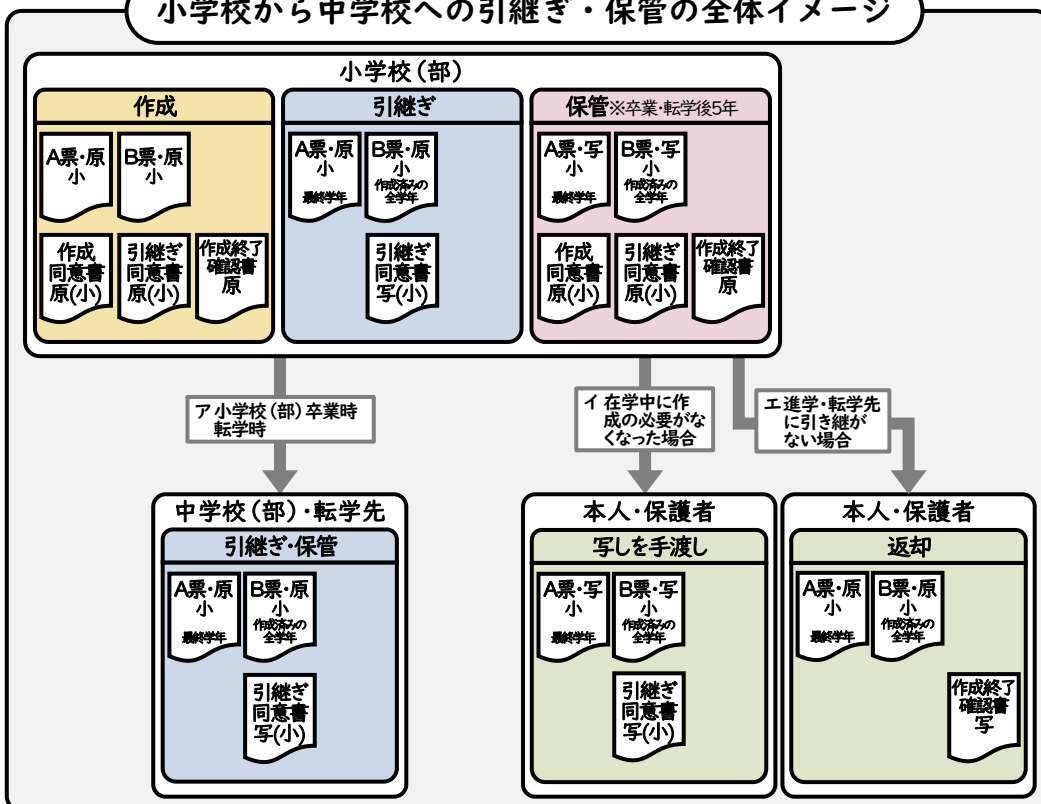 小学校から中学校への引継ぎ・保管の全体イメージ
小学校(部)
作成
A票・原
小
B票・原
小
作成
同意書
原(小)
引継ぎ
同意書
原(小)
作成終了
確認書
原
引継ぎ
A票・原
小
最終学年
B票・原
小
作成済みの
全学年
引継ぎ
同意書
写(小)
保管※卒業・転学後5年
A票・写
小
最終学年
B票・写
小
作成済みの
全学年
作成
同意書
原(小)
引継ぎ
同意書
原(小)
作成終了
確認書
原
ア小学校(部)卒業時
転学時
イ在学中に作
成の必要がな
くなった場合
エ進学・転学先
に引き継が
ない場合
中学校(部)・転学先
引継ぎ・保管
A票・原
小
最終学年
B票・原
小
作成済みの
全学年
引継ぎ
同意書
写(小)
本人・保護者
写しを手渡し
A票・写
小
最終学年
B票・写
小
作成済みの
全学年
引継ぎ
同意書
写(小)
本人・保護者
返却
A票・原
小
最終学年
B票・原
小
作成済みの
全学年
作成終了
確認書
写